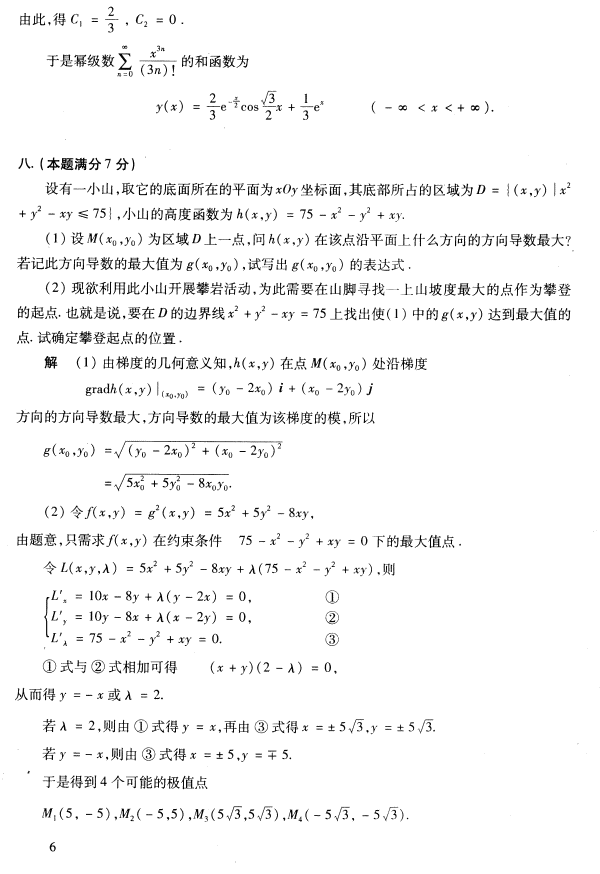 由此,得 C₁ = 2/3 , C₂ = 0 .
于是幂级数 ∑_{n=0}^{∞} x^{3n}/(3n)! 的和函数为
y(x) = 2/3 e^{-x/2} cos √3/2 x + 1/3 eˣ ( - ∞ < x < + ∞ ).
八. (本题满分 7 分)
设有一小山,取它的底面所在的平面为 xOy 坐标面,其底部所占的区域为 D = {(x,y) | x²
+ y² - xy ≤ 75},小山的高度函数为 h(x,y) = 75 - x² - y² + xy.
(1) 设 M(x₀,y₀) 为区域 D 上一点,问 h(x,y) 在该点沿平面上什么方向的方向导数最大?
若记此方向导数的最大值为 g(x₀,y₀),试写出 g(x₀,y₀) 的表达式 .
(2) 现欲利用此小山开展攀岩活动,为此需要在山脚寻找一上山坡度最大的点作为攀登
的起点. 也就是说,要在 D 的边界线 x² + y² - xy = 75 上找出使(1) 中的 g(x,y) 达到最大值的
点. 试确定攀登起点的位置 .
解 (1) 由梯度的几何意义知,h(x,y) 在点 M(x₀,y₀) 处沿梯度
gradh(x,y) |_{(x₀,y₀)} = (y₀ - 2x₀) i + (x₀ - 2y₀) j
方向的方向导数最大,方向导数的最大值为该梯度的模,所以
g(x₀,y₀) = √((y₀ - 2x₀)² + (x₀ - 2y₀)²)
= √(5x₀² + 5y₀² - 8x₀y₀).
(2) 令 f(x,y) = g²(x,y) = 5x² + 5y² - 8xy,
由题意,只需求 f(x,y) 在约束条件 75 - x² - y² + xy = 0 下的最大值点 .
令 L(x,y,λ) = 5x² + 5y² - 8xy + λ(75 - x² - y² + xy),则
L'ₓ = 10x - 8y + λ(y - 2x) = 0, ①
L'_y = 10y - 8x + λ(x - 2y) = 0, ②
L'_λ = 75 - x² - y² + xy = 0. ③
① 式与 ② 式相加可得 (x + y)(2 - λ) = 0,
从而得 y = - x 或 λ = 2.
若 λ = 2,则由 ① 式得 y = x,再由 ③ 式得 x = ± 5√3,y = ± 5√3.
若 y = - x,则由 ③ 式得 x = ± 5,y = ∓ 5.
于是得到 4 个可能的极值点
M₁(5, - 5),M₂( - 5,5),M₃(5√3,5√3),M₄( - 5√3, - 5√3).
6